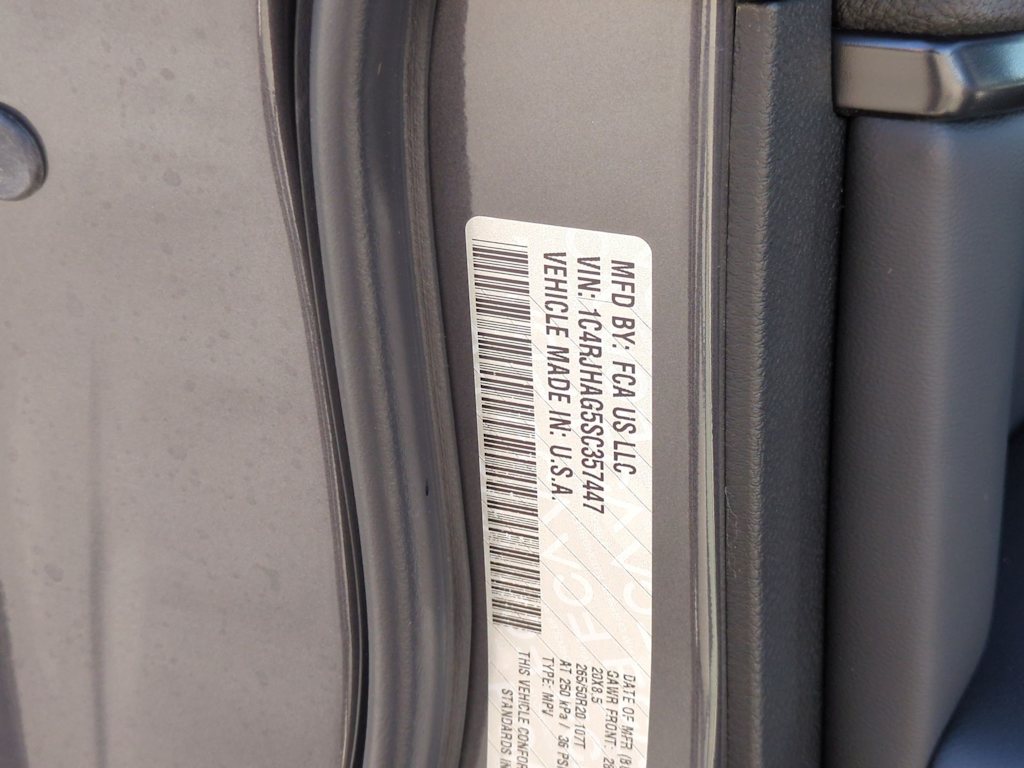 MFD BY: FCA US LLC
VIN: 1C4RJHAG5SC357447
VEHICLE MADE IN: U.S.A.
DATE OF MFR
GAWR FRONT:
20X8.5
265/50R20 107T
AT 250 kPa / 36 PSI
TYPE: MPV
THIS VEHICLE
STANDARDS IN